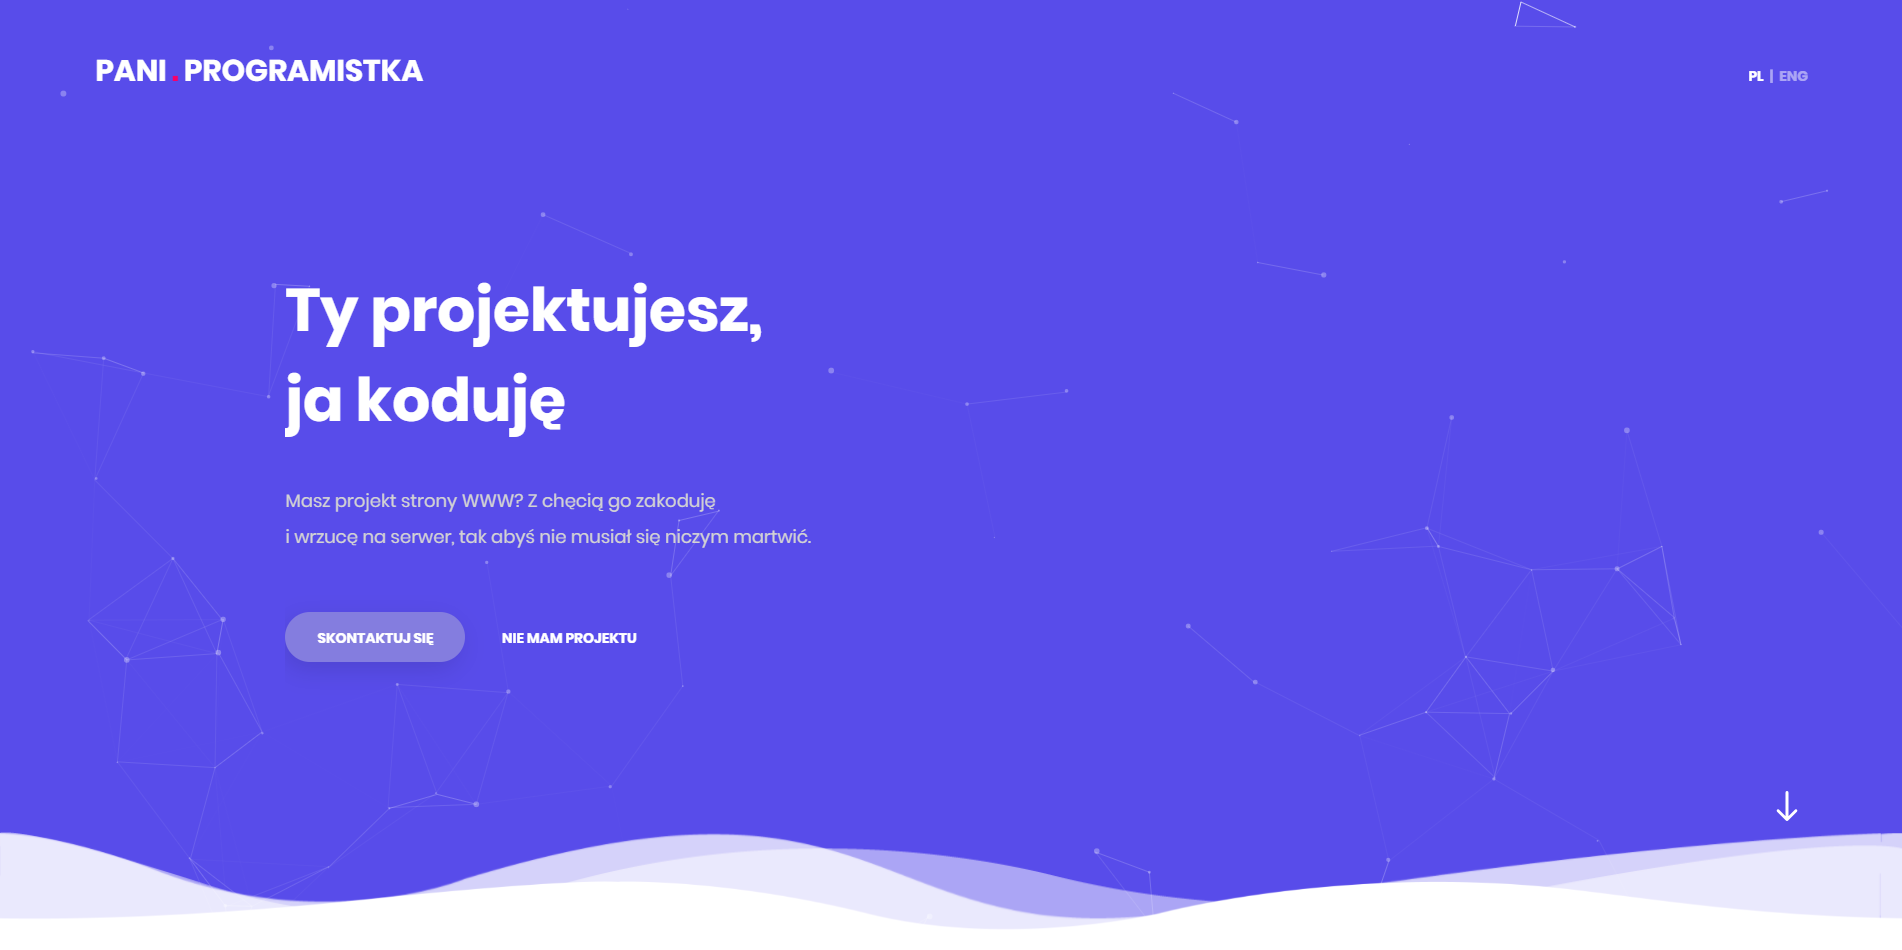 PANI.PROGRAMISTKA
PL | ENG
Ty projektujesz,
ja koduję
Masz projekt strony WWW? Z chęcią go zakoduję
i wrzucę na serwer, tak abyś nie musiał się niczym martwić.
SKONTAKTUJ SIĘ
NIE MAM PROJEKTU